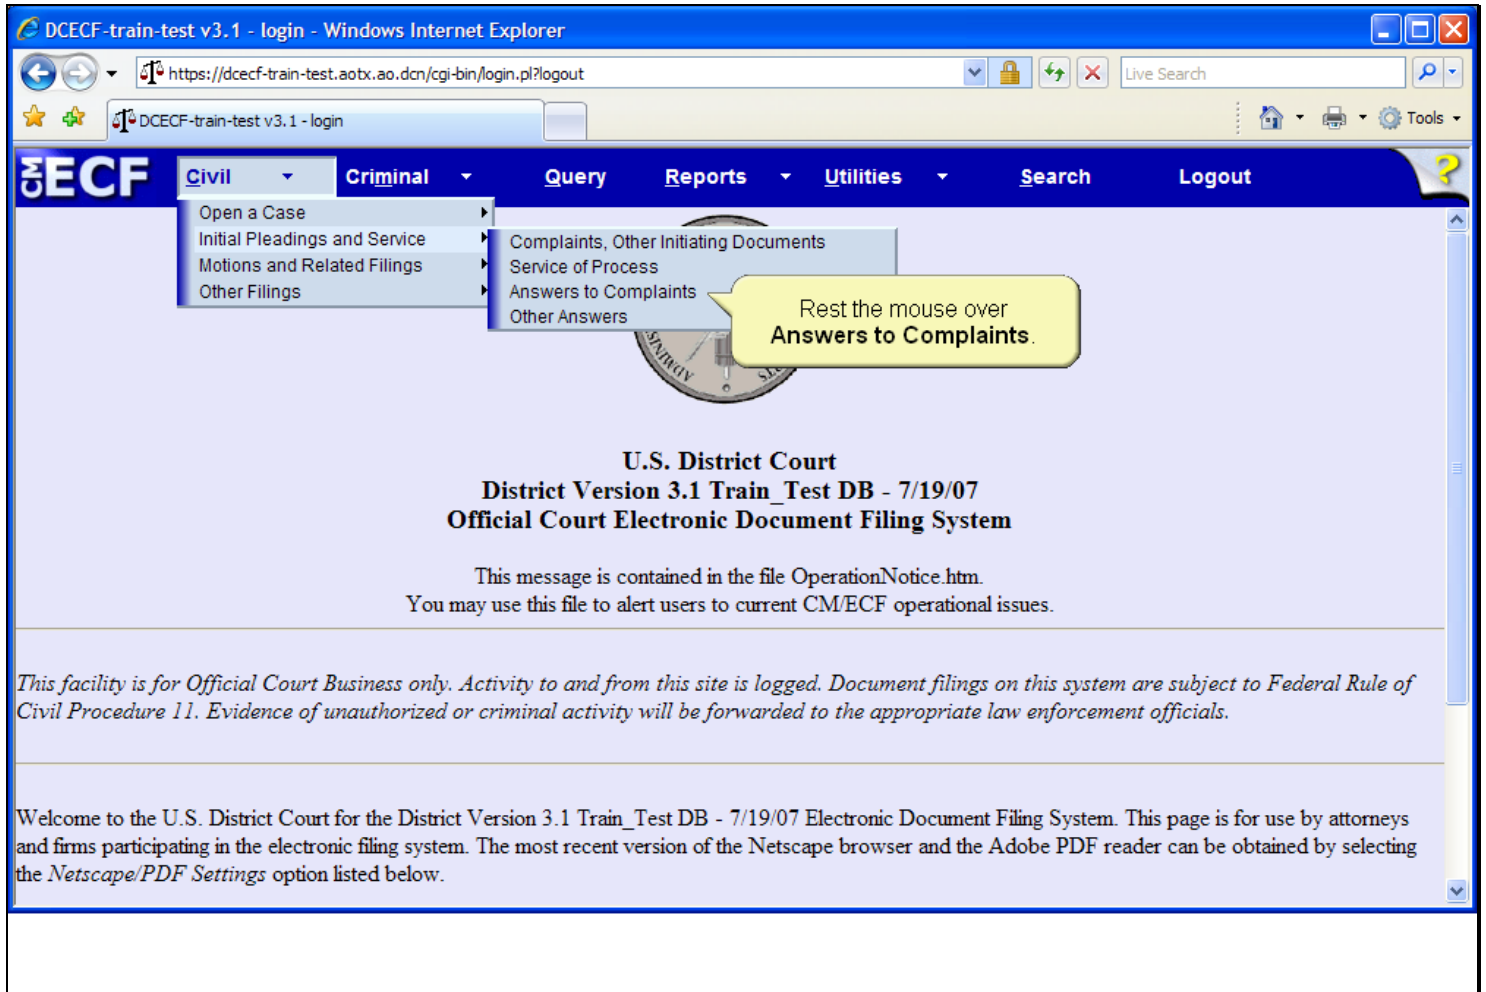 DCECF-train-test v3.1 - login - Windows Internet Explorer
https://dcecf-train-test.aotx.ao.dcn/cgi-bin/login.pl?logout
Live Search
DCECF-train-test v3.1 - login
Tools
CM ECF
Civil Criminal Query Reports Utilities Search Logout ?
Open a Case
Initial Pleadings and Service
Motions and Related Filings
Other Filings
Complaints, Other Initiating Documents
Service of Process
Answers to Complaints
Other Answers
Rest the mouse over
Answers to Complaints.
U.S. District Court
District Version 3.1 Train_Test DB - 7/19/07
Official Court Electronic Document Filing System
This message is contained in the file OperationNotice.htm.
You may use this file to alert users to current CM/ECF operational issues.
This facility is for Official Court Business only. Activity to and from this site is logged. Document filings on this system are subject to Federal Rule of
Civil Procedure 11. Evidence of unauthorized or criminal activity will be forwarded to the appropriate law enforcement officials.
Welcome to the U.S. District Court for the District Version 3.1 Train_Test DB - 7/19/07 Electronic Document Filing System. This page is for use by attorneys
and firms participating in the electronic filing system. The most recent version of the Netscape browser and the Adobe PDF reader can be obtained by selecting
the Netscape/PDF Settings option listed below.